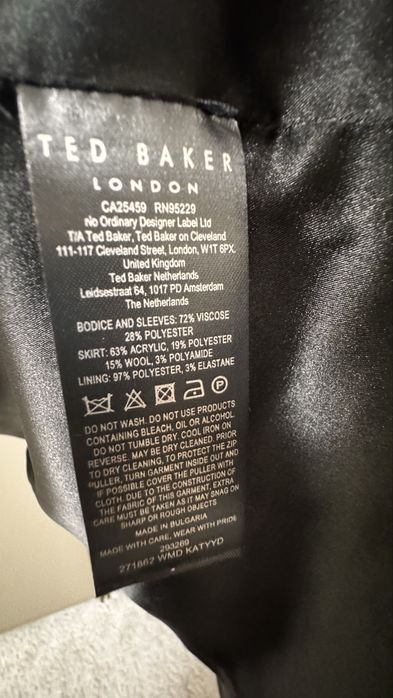 TED BAKER
LONDON
CA25459 RN95229
No Ordinary Designer Label Ltd
T/A Ted Baker, Ted Baker on Cleveland
111-117 Cleveland Street, London, W1T 6PX,
United Kingdom
Ted Baker Netherlands
Leidsestraat 64, 1017 PD Amsterdam
The Netherlands
BODICE AND SLEEVES: 72% VISCOSE
28% POLYESTER
SKIRT: 63% ACRYLIC, 19% POLYESTER
15% WOOL, 3% POLYAMIDE
LINING: 97% POLYESTER, 3% ELASTANE
P
DO NOT WASH. DO NOT USE PRODUCTS
CONTAINING BLEACH, OIL OR ALCOHOL.
DO NOT TUMBLE DRY. COOL IRON ON
REVERSE. MAY BE DRY CLEANED. PRIOR
TO DRY CLEANING, TO PROTECT THE ZIP
PULLER, TURN GARMENT INSIDE OUT AND
IF POSSIBLE COVER THE PULLER WITH
CLOTH. DUE TO THE CONSTRUCTION OF
THE FABRIC OF THIS GARMENT, EXTRA
CARE MUST BE TAKEN AS IT MAY SNAG ON
SHARP OR ROUGH OBJECTS
MADE IN BULGARIA
MADE WITH CARE, WEAR WITH PRIDE
293269
271862 WMD KATYYD